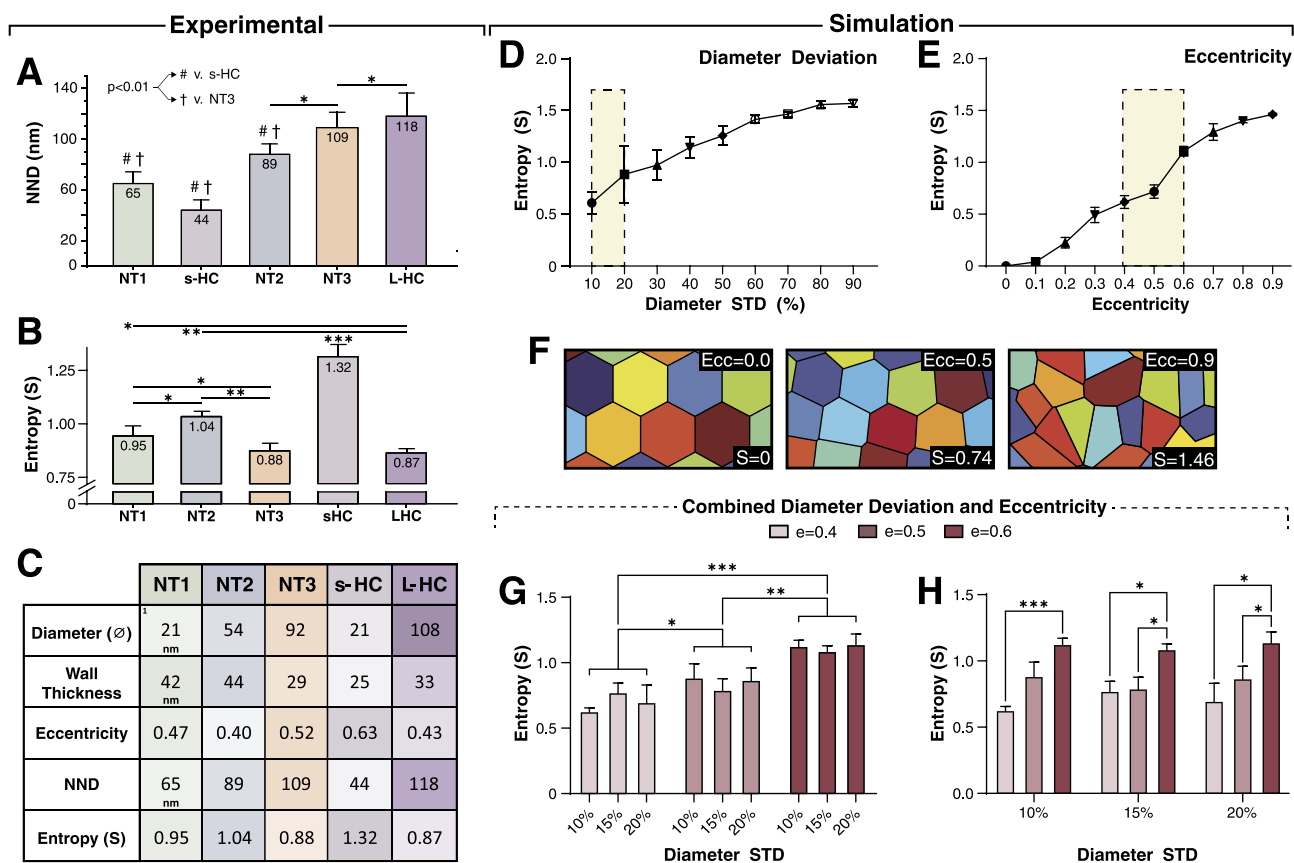 Experimental
Simulation
A
p<0.01
# v. s-HC
† v. NT3
NND (nm)
140
100
60
20
0
# †
# †
# †
*
*
65
44
89
109
118
NT1 s-HC NT2 NT3 L-HC
B
*
**
***
*
*
**
Entropy (S)
1.25
1.00
0.75
0
0.95
1.04
0.88
1.32
0.87
NT1 NT2 NT3 sHC LHC
C
NT1 NT2 NT3 s-HC L-HC
Diameter (∅) 1 21 nm 54 92 21 108
Wall
Thickness 42 nm 44 29 25 33
Eccentricity 0.47 0.40 0.52 0.63 0.43
NND 65 nm 89 109 44 118
Entropy (S) 0.95 1.04 0.88 1.32 0.87
D
Diameter Deviation
Entropy (S)
2.0
1.5
1.0
0.5
0
10 20 30 40 50 60 70 80 90
Diameter STD (%)
E
Eccentricity
Entropy (S)
2.0
1.5
1.0
0.5
0
0 0.1 0.2 0.3 0.4 0.5 0.6 0.7 0.8 0.9
Eccentricity
F
Ecc=0.0
S=0
Ecc=0.5
S=0.74
Ecc=0.9
S=1.46
Combined Diameter Deviation and Eccentricity
e=0.4 e=0.5 e=0.6
G
***
**
*
Entropy (S)
1.5
1.0
0.5
0
10% 15% 20% 10% 15% 20% 10% 15% 20%
Diameter STD
H
***
*
*
*
*
Entropy (S)
1.5
1.0
0.5
0.0
10% 15% 20%
Diameter STD